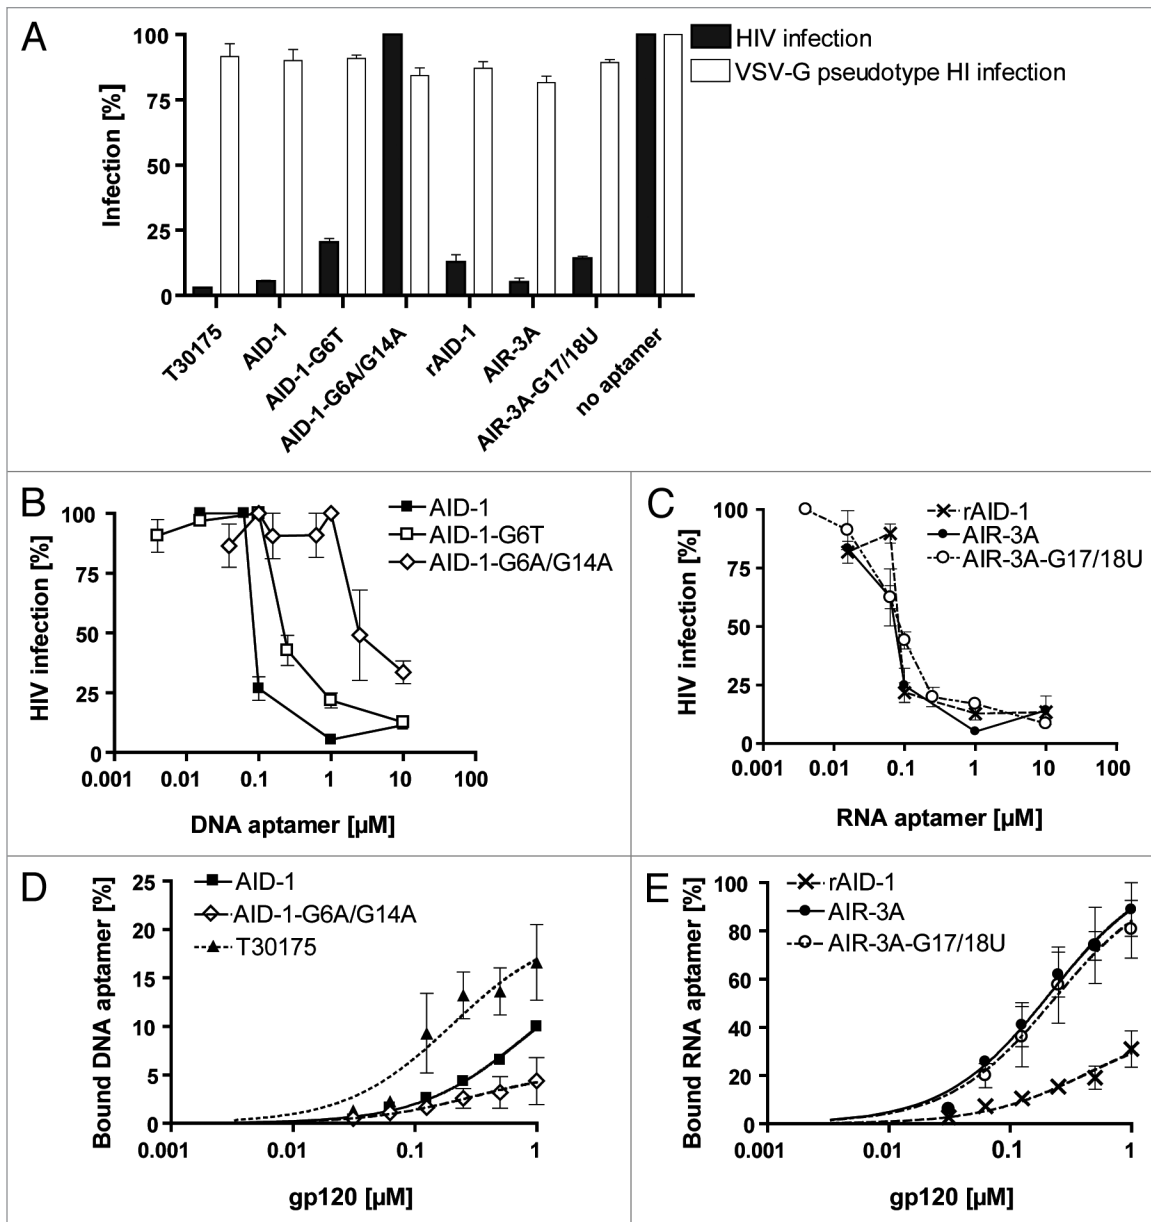 A
Infection [%]
100
75
50
25
0
HIV infection
VSV-G pseudotype HI infection
T30175
AID-1
AID-1-G6T
AID-1-G6A/G14A
rAID-1
AIR-3A
AIR-3A-G17/18U
no aptamer
B
HIV infection [%]
100
75
50
25
0
AID-1
AID-1-G6T
AID-1-G6A/G14A
0.001 0.01 0.1 1 10 100
DNA aptamer [µM]
C
HIV infection [%]
100
75
50
25
0
rAID-1
AIR-3A
AIR-3A-G17/18U
0.001 0.01 0.1 1 10 100
RNA aptamer [µM]
D
Bound DNA aptamer [%]
25
20
15
10
5
0
AID-1
AID-1-G6A/G14A
T30175
0.001 0.01 0.1 1
gp120 [µM]
E
Bound RNA aptamer [%]
100
80
60
40
20
0
rAID-1
AIR-3A
AIR-3A-G17/18U
0.001 0.01 0.1 1
gp120 [µM]